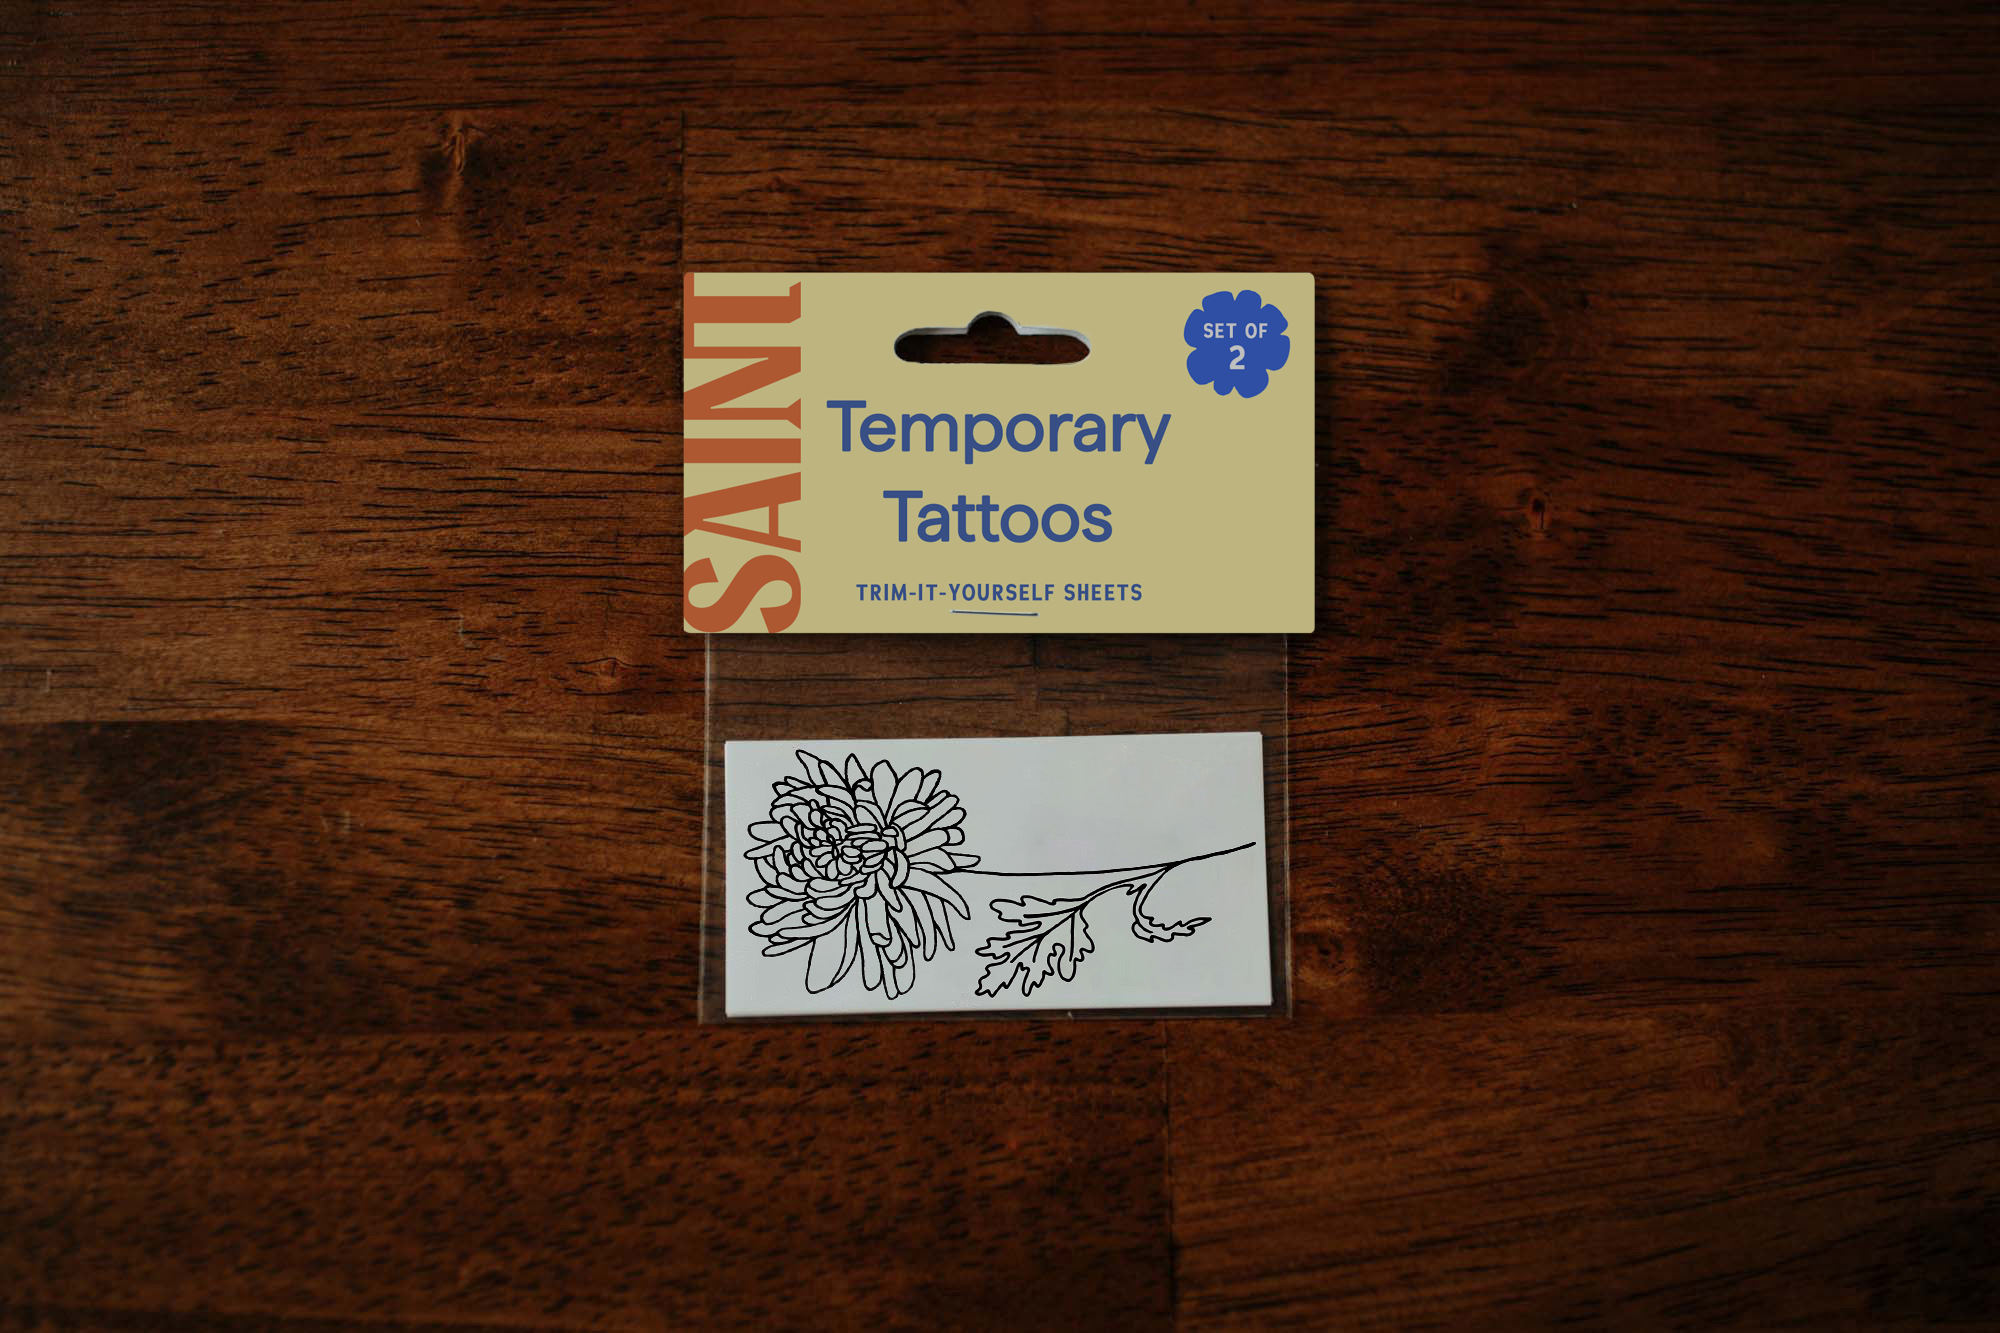 SAINT
SET OF
2
Temporary
Tattoos
TRIM-IT-YOURSELF SHEETS